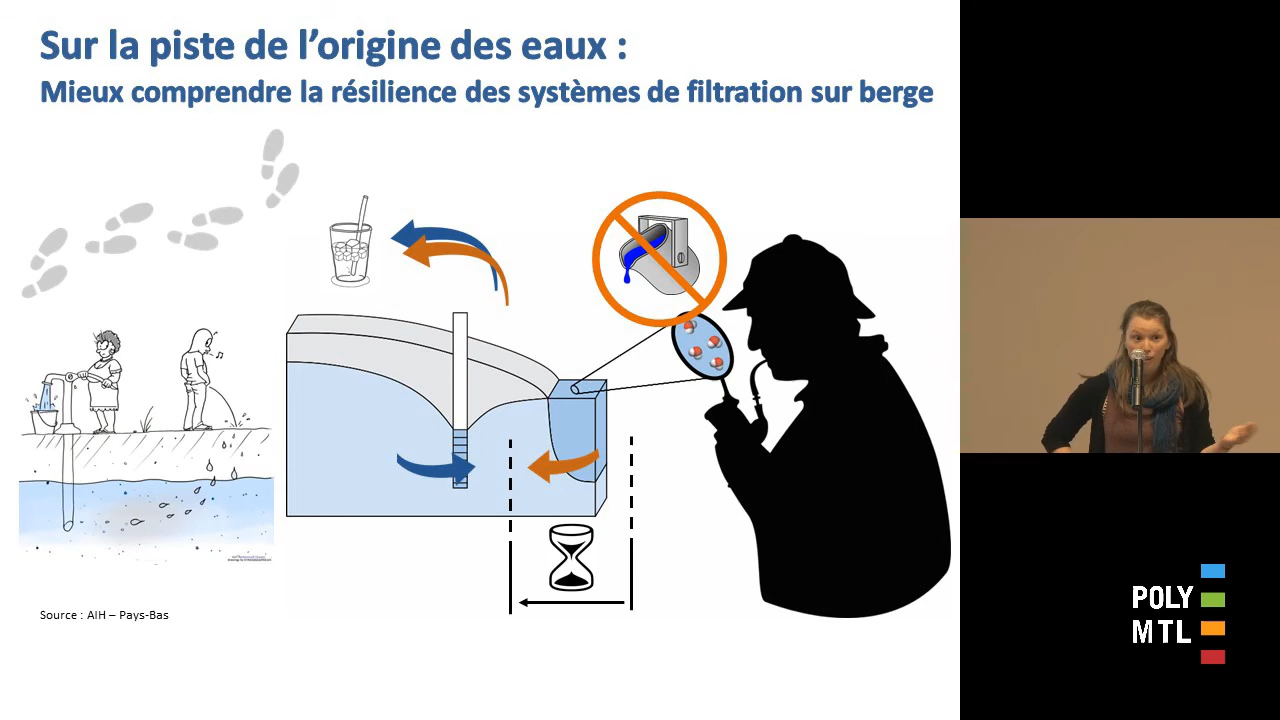 Sur la piste de l’origine des eaux :
Mieux comprendre la résilience des systèmes de filtration sur berge
Source : AIH – Pays-Bas
POLY
MTL